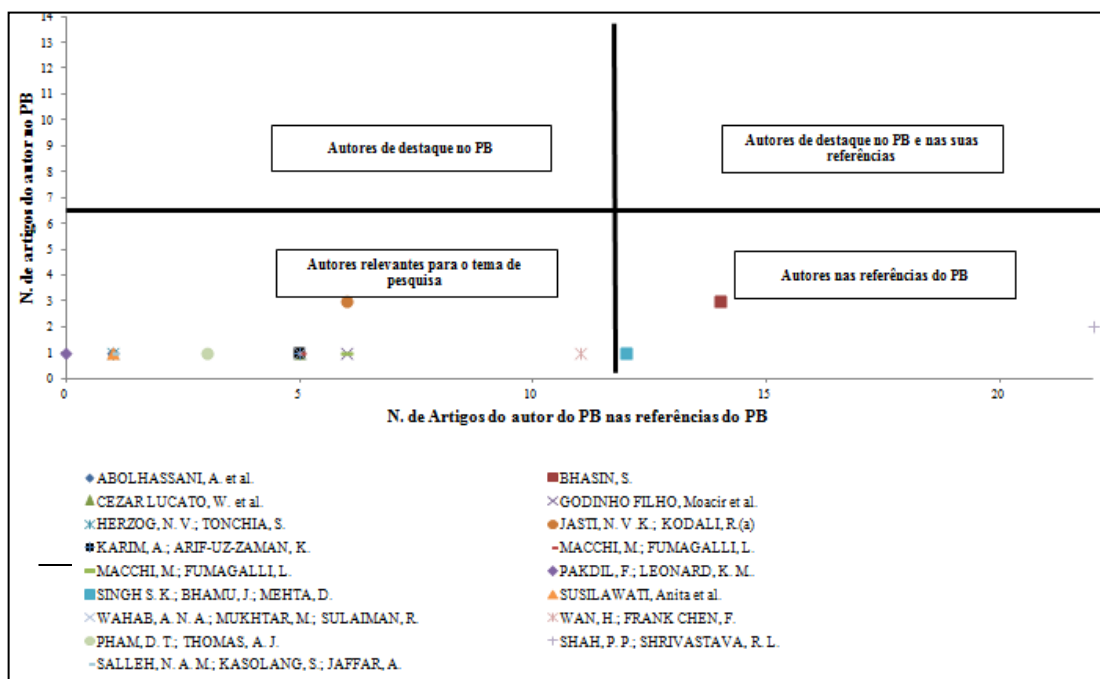 14
13
12
11
10
9
8
7
6
5
4
3
2
1
0
N. de artigos do autor no PB
Autores de destaque no PB
Autores de destaque no PB e nas suas
referências
Autores relevantes para o tema de
pesquisa
Autores nas referências do PB
0 5 10 15 20
N. de Artigos do autor do PB nas referências do PB
ABOLHASSANI, A. et al.
BHASIN, S.
CEZAR LUCATO, W. et al.
GODINHO FILHO, Moacir et al.
HERZOG, N. V.; TONCHIA, S.
JASTI, N. V .K.; KODALI, R.(a)
KARIM, A.; ARIF-UZ-ZAMAN, K.
MACCHI, M.; FUMAGALLI, L.
MACCHI, M.; FUMAGALLI, L.
PAKDIL, F.; LEONARD, K. M..
SINGH S. K.; BHAMU, J.; MEHTA, D.
SUSILAWATI, Anita et al.
WAHAB, A. N. A.; MUKHTAR, M.; SULAIMAN, R.
WAN, H.; FRANK CHEN, F.
PHAM, D. T.; THOMAS, A. J.
SHAH, P. P.; SHRIVASTAVA, R. L.
SALLEH, N. A. M.; KASOLANG, S.; JAFFAR, A.